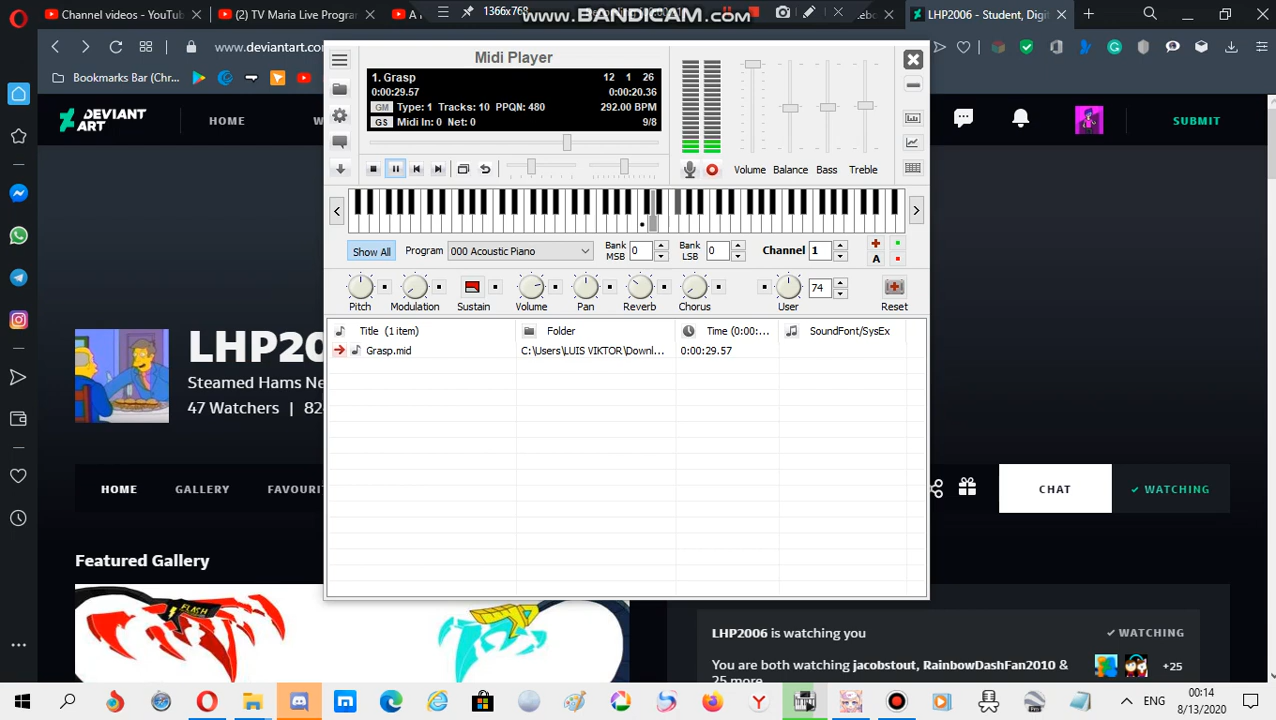 channel - YouTub
(2) TV Maria Live Progra
A
1366x768
www.BANDICAM.com
LHP2006 - Student, Digi
www.deviantart.co
Bookmarks Bar (Chr...
DEVIANT ART
HOME
W
SUBMIT
Midi Player
1. Grasp 12 1 26
0:00:29.57 0:00:20.36
GM Type: 1 Tracks: 10 PPQN: 480 292.00 BPM
GS Midi In: 0 Net: 0 9/8
Volume Balance Bass Treble
Show All Program 000 Acoustic Piano Bank MSB 0 Bank LSB 0 Channel 1 A
74
Pitch Modulation Sustain Volume Pan Reverb Chorus User Reset
Title (1 item) Folder Time (0:00:... SoundFont/SysEx
Grasp.mid C:\Users\LUIS VIKTOR\Downl... 0:00:29.57
LHP20
Steamed Hams Ne
47 Watchers | 82
HOME GALLERY FAVOURIT CHAT WATCHING
Featured Gallery
FLASH
LHP2006 is watching you WATCHING
You are both watching jacobstout, RainbowDashFan2010 &
25 more
+25
ENG
00:14
8/13/2020